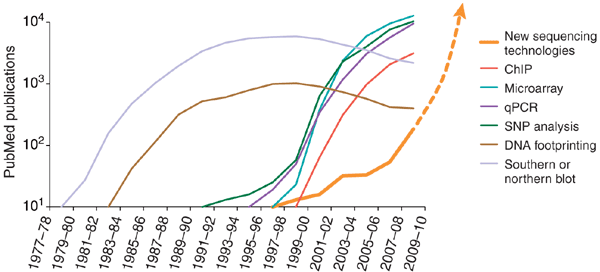 PubMed publications
10⁴
10³
10²
10¹
1977–78
1979–80
1981–82
1983–84
1985–86
1987–88
1989–90
1991–92
1993–94
1995–96
1997–98
1999–00
2001–02
2003–04
2005–06
2007–08
2009–10
New sequencing
technologies
ChIP
Microarray
qPCR
SNP analysis
DNA footprinting
Southern or
northern blot